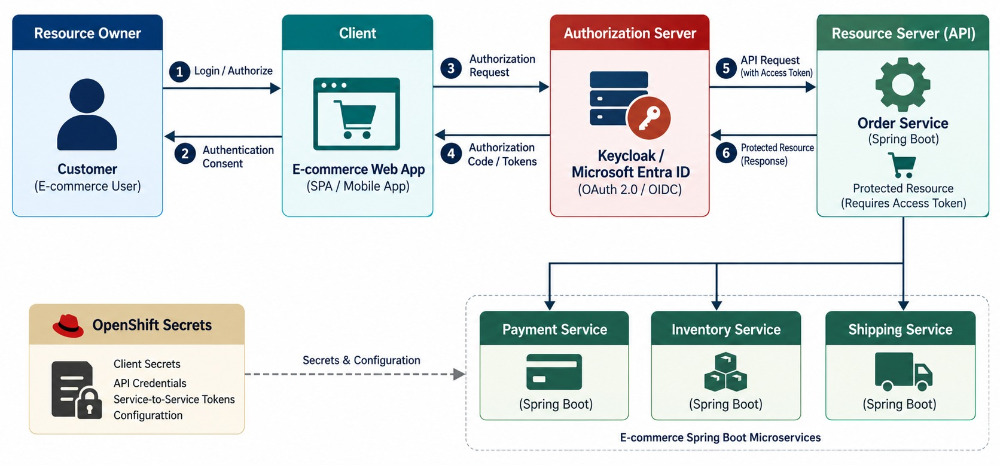 Resource Owner
Customer
(E-commerce User)
1
Login / Authorize
2
Authentication
Consent
Client
E-commerce Web App
(SPA / Mobile App)
3
Authorization
Request
4
Authorization
Code / Tokens
Authorization Server
Keycloak /
Microsoft Entra ID
(OAuth 2.0 / OIDC)
5
API Request
(with Access Token)
6
Protected Resource
(Response)
Resource Server (API)
Order Service
(Spring Boot)
Protected Resource
(Requires Access Token)
OpenShift Secrets
Client Secrets
API Credentials
Service-to-Service Tokens
Configurattion
Secrets & Configuration
Payment Service
(Spring Boot)
Inventory Service
(Spring Boot)
Shipping Service
(Spring Boot)
E-commerce Spring Boot Microservices